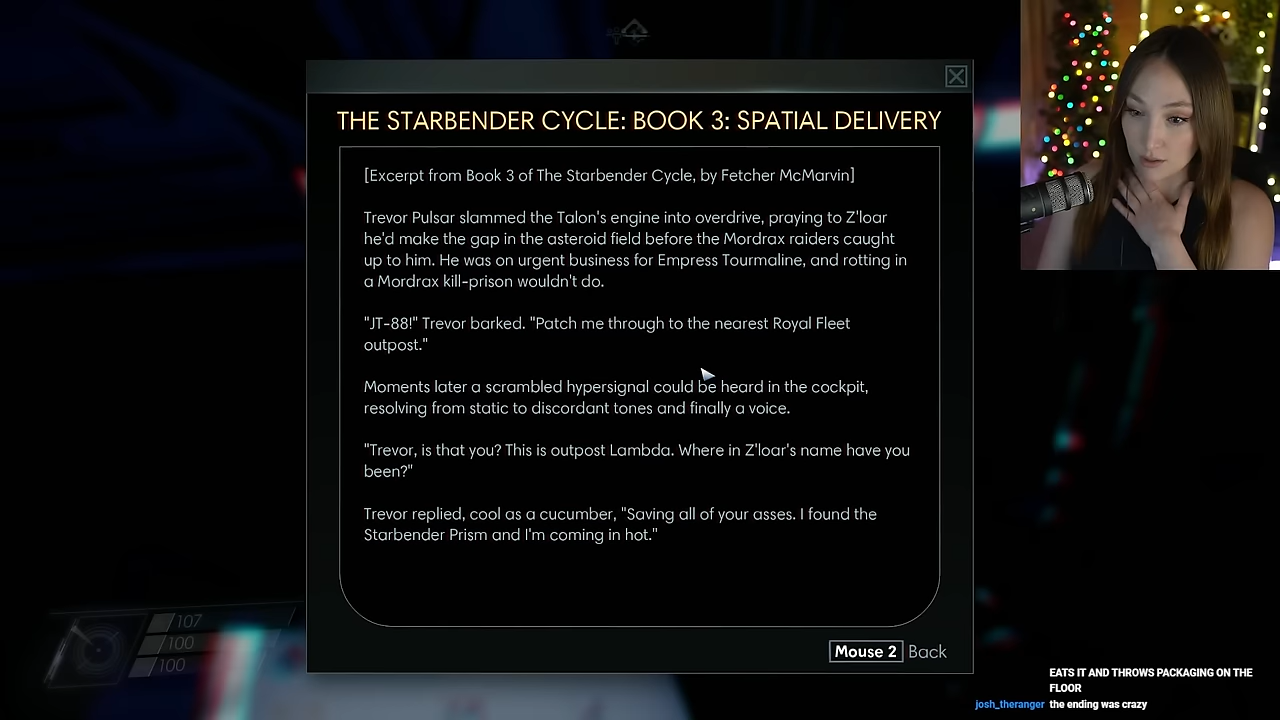 THE STARBENDER CYCLE: BOOK 3: SPATIAL DELIVERY
[Excerpt from Book 3 of The Starbender Cycle, by Fetcher McMarvin]
Trevor Pulsar slammed the Talon's engine into overdrive, praying to Z'loar
he'd make the gap in the asteroid field before the Mordrax raiders caught
up to him. He was on urgent business for Empress Tourmaline, and rotting in
a Mordrax kill-prison wouldn't do.
"JT-88!" Trevor barked. "Patch me through to the nearest Royal Fleet
outpost."
Moments later a scrambled hypersignal could be heard in the cockpit,
resolving from static to discordant tones and finally a voice.
"Trevor, is that you? This is outpost Lambda. Where in Z'loar's name have you
been?"
Trevor replied, cool as a cucumber, "Saving all of your asses. I found the
Starbender Prism and I'm coming in hot."
Mouse 2 Back
107
100
100
EATS IT AND THROWS PACKAGING ON THE
FLOOR
josh_theranger the ending was crazy